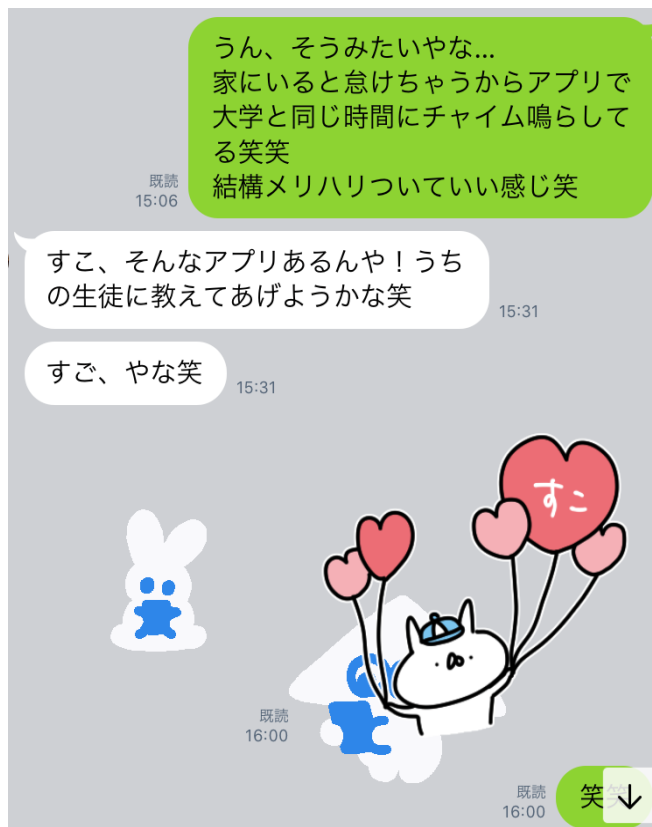 うん、そうみたいやな…
家にいると怠けちゃうからアプリで
大学と同じ時間にチャイム鳴らして
る笑笑
結構メリハリついていい感じ笑
既読
15:06
すこ、そんなアプリあるんや！うち
の生徒に教えてあげようかな笑
15:31
すご、やな笑
15:31
すこ
既読
16:00
既読
16:00
笑笑